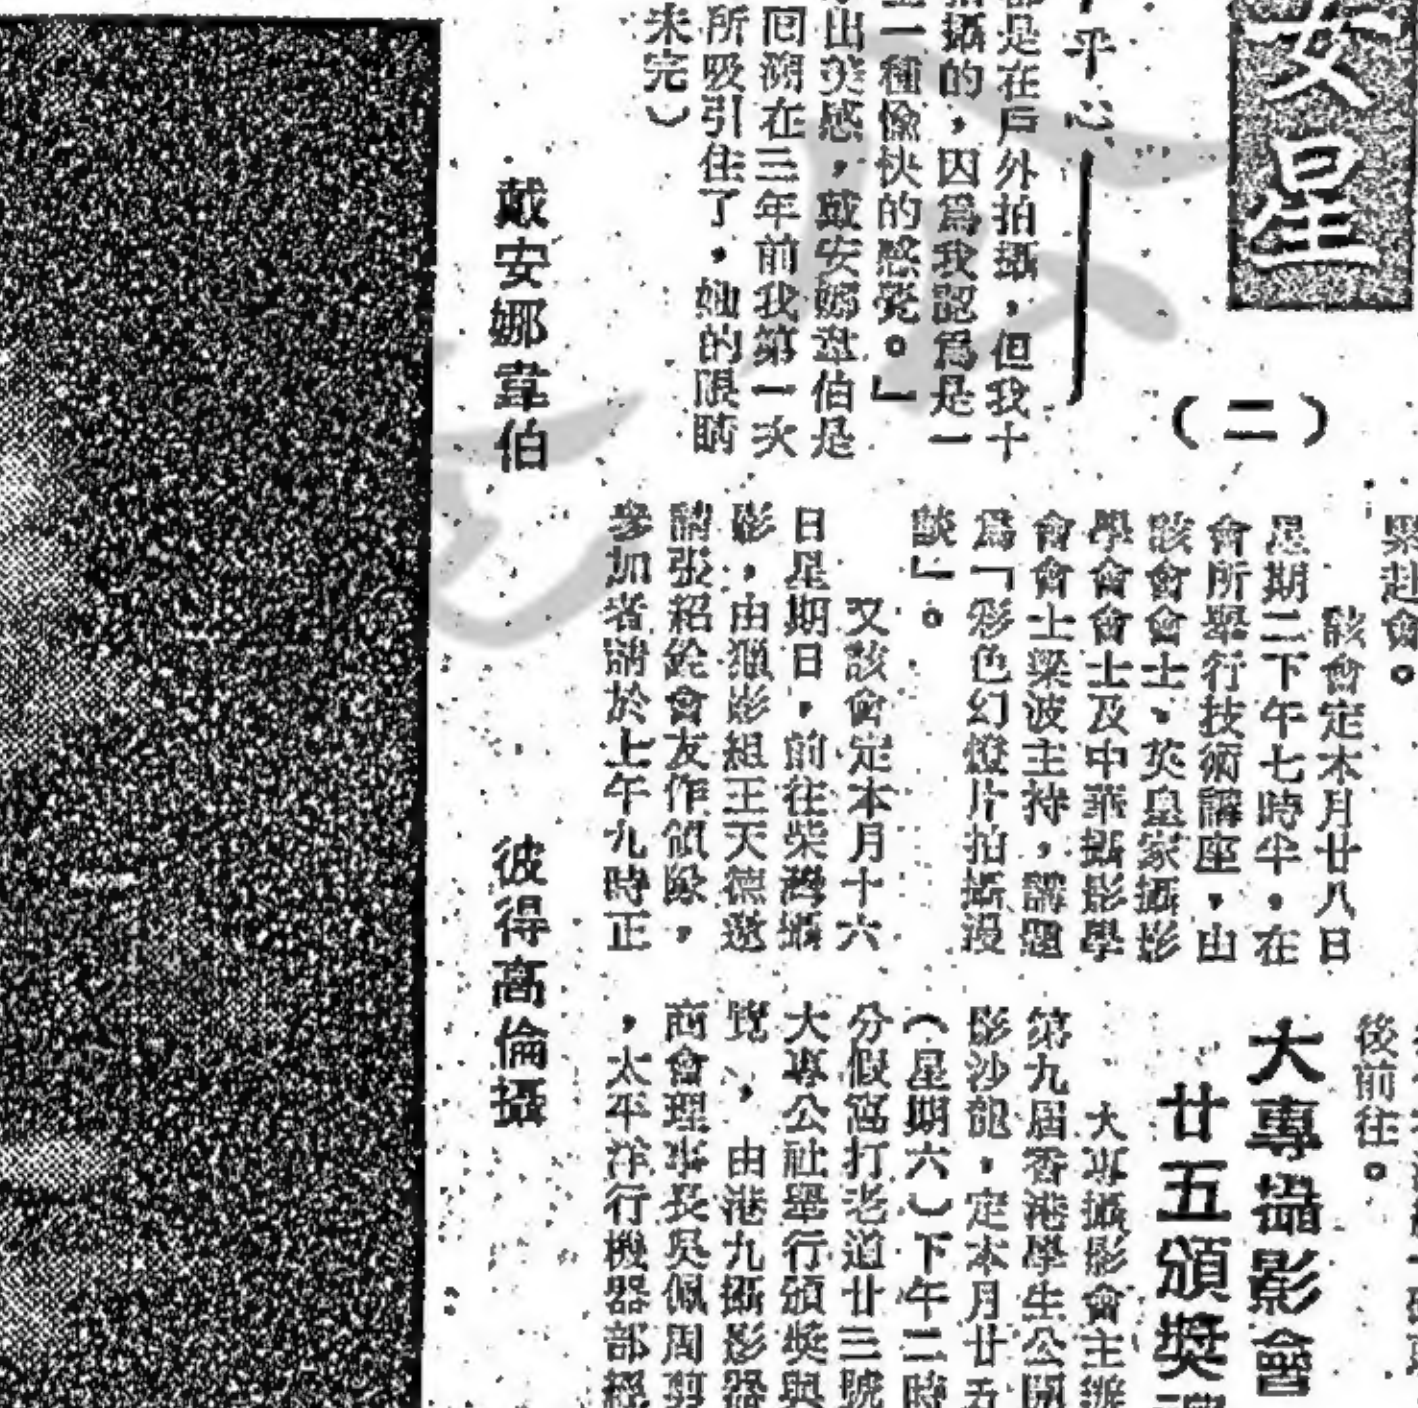 女星
(二)
平心
都是在戶外拍攝，但我十
拍攝的，因爲我認爲是一
一種愉快的感覺。」
出美感，戴安娜韋伯是
回溯在三年前我第一次
所吸引住了，她的眼睛
未完）
戴安娜韋伯
彼得高倫攝
赴會。
該會定本月廿八日
星期二下午七時半，在
會所舉行技術講座，由
該會會士、英皇家攝影
學會會士及中華攝影學
會會士梁波主持，講題
爲「彩色幻燈片拍攝漫
談」。
又該會定本月十六
日星期日，前往柴灣攝
影，由獵影組王天德邀
請張紹銓會友作領隊，
參加者請於上午九時正
後前往。
大專攝影會
廿五頒獎
大專攝影會主辦
第九屆香港學生公開
影沙龍，定本月廿五
（星期六）下午二時
分假窩打老道廿三號
大專公社舉行頒獎與
覽，由港九攝影器
商會理事長吳佩周剪
，太平洋行機器部經